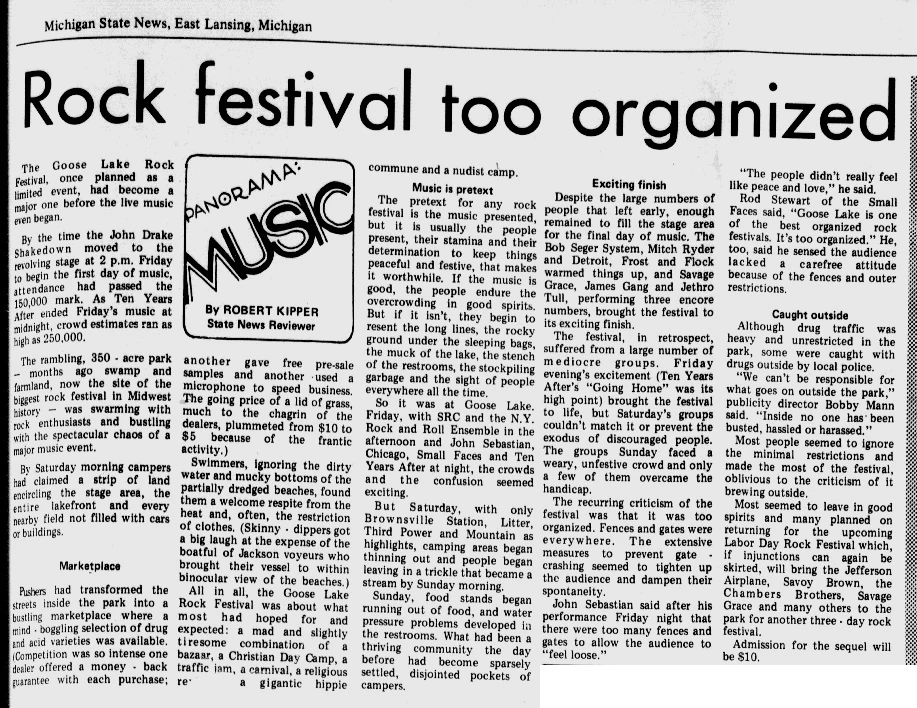 Michigan State News, East Lansing, Michigan
Rock festival too organized
The Goose Lake Rock
Festival, once planned as a
limited event, had become a
major one before the live music
even began.
By the time the John Drake
Shakedown moved to the
revolving stage at 2 p.m. Friday
to begin the first day of music,
attendance had passed the
150,000 mark. As Ten Years
After ended Friday's music at
midnight, crowd estimates ran as
high as 250,000.
The rambling, 350 - acre park
— months ago swamp and
farmland, now the site of the
biggest rock festival in Midwest
history — was swarming with
rock enthusiasts and bustling
with the spectacular chaos of a
major music event.
By Saturday morning campers
had claimed a strip of land
encircling the stage area, the
entire lakefront and every
nearby field not filled with cars
or buildings.
Marketplace
Pushers had transformed the
streets inside the park into a
bustling marketplace where a
mind - boggling selection of drug
and acid varieties was available.
(Competition was so intense one
dealer offered a money - back
guarantee with each purchase;
PANORAMA:
MUSIC
By ROBERT KIPPER
State News Reviewer
another gave free pre-sale
samples and another used a
microphone to speed business.
The going price of a lid of grass,
much to the chagrin of the
dealers, plummeted from $10 to
$5 because of the frantic
activity.)
Swimmers, ignoring the dirty
water and mucky bottoms of the
partially dredged beaches, found
them a welcome respite from the
heat and, often, the restriction
of clothes. (Skinny - dippers got
a big laugh at the expense of the
boatful of Jackson voyeurs who
brought their vessel to within
binocular view of the beaches.)
All in all, the Goose Lake
Rock Festival was about what
most had hoped for and
expected: a mad and slightly
tiresome combination of a
bazaar, a Christian Day Camp, a
traffic jam, a carnival, a religious
re a gigantic hippie
commune and a nudist camp.
Music is pretext
The pretext for any rock
festival is the music presented,
but it is usually the people
present, their stamina and their
determination to keep things
peaceful and festive, that makes
it worthwhile. If the music is
good, the people endure the
overcrowding in good spirits.
But if it isn't, they begin to
resent the long lines, the rocky
ground under the sleeping bags,
the muck of the lake, the stench
of the restrooms, the stockpiling
garbage and the sight of people
everywhere all the time.
So it was at Goose Lake.
Friday, with SRC and the N.Y.
Rock and Roll Ensemble in the
afternoon and John Sebastian,
Chicago, Small Faces and Ten
Years After at night, the crowds
and the confusion seemed
exciting.
But Saturday, with only
Brownsville Station, Litter,
Third Power and Mountain as
highlights, camping areas began
thinning out and people began
leaving in a trickle that became a
stream by Sunday morning.
Sunday, food stands began
running out of food, and water
pressure problems developed in
the restrooms. What had been a
thriving community the day
before had become sparsely
settled, disjointed pockets of
campers.
Exciting finish
Despite the large numbers of
people that left early, enough
remained to fill the stage area
for the final day of music. The
Bob Seger System, Mitch Ryder
and Detroit, Frost and Flock
warmed things up, and Savage
Grace, James Gang and Jethro
Tull, performing three encore
numbers, brought the festival to
its exciting finish.
The festival, in retrospect,
suffered from a large number of
mediocre groups. Friday
evening's excitement (Ten Years
After's "Going Home" was its
high point) brought the festival
to life, but Saturday's groups
couldn't match it or prevent the
exodus of discouraged people.
The groups Sunday faced a
weary, unfestive crowd and only
a few of them overcame the
handicap.
The recurring criticism of the
festival was that it was too
organized. Fences and gates were
everywhere. The extensive
measures to prevent gate -
crashing seemed to tighten up
the audience and dampen their
spontaneity.
John Sebastian said after his
performance Friday night that
there were too many fences and
gates to allow the audience to
"feel loose."
"The people didn't really feel
like peace and love," he said.
Rod Stewart of the Small
Faces said, "Goose Lake is one
of the best organized rock
festivals. It's too organized." He,
too, said he sensed the audience
lacked a carefree attitude
because of the fences and outer
restrictions.
Caught outside
Although drug traffic was
heavy and unrestricted in the
park, some were caught with
drugs outside by local police.
"We can't be responsible for
what goes on outside the park,"
publicity director Bobby Mann
said. "Inside no one has been
busted, hassled or harassed."
Most people seemed to ignore
the minimal restrictions and
made the most of the festival,
oblivious to the criticism of it
brewing outside.
Most seemed to leave in good
spirits and many planned on
returning for the upcoming
Labor Day Rock Festival which,
if injunctions can again be
skirted, will bring the Jefferson
Airplane, Savoy Brown, the
Chambers Brothers, Savage
Grace and many others to the
park for another three - day rock
festival.
Admission for the sequel will
be $10.